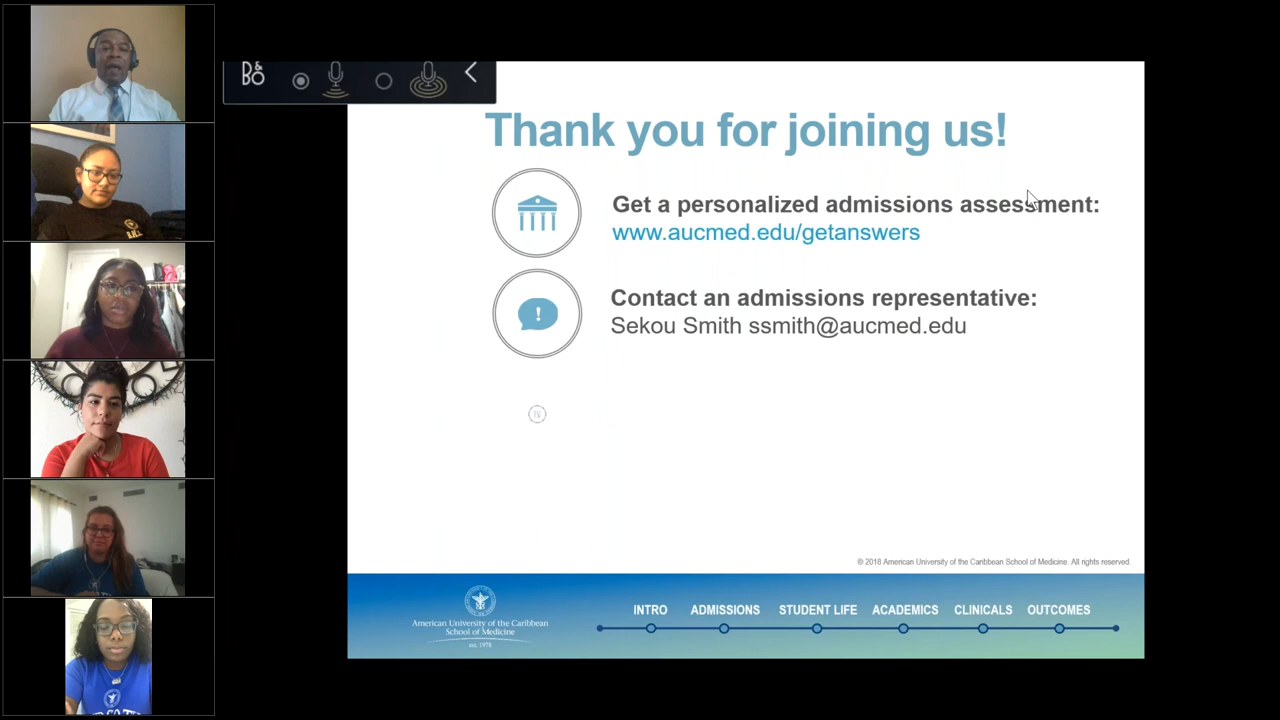 B&O
Thank you for joining us!
Get a personalized admissions assessment:
www.aucmed.edu/getanswers
!
Contact an admissions representative:
Sekou Smith ssmith@aucmed.edu
© 2018 American University of the Caribbean School of Medicine. All rights reserved.
INTRO ADMISSIONS STUDENT LIFE ACADEMICS CLINICALS OUTCOMES
American University of the Caribbean
School of Medicine
est. 1978